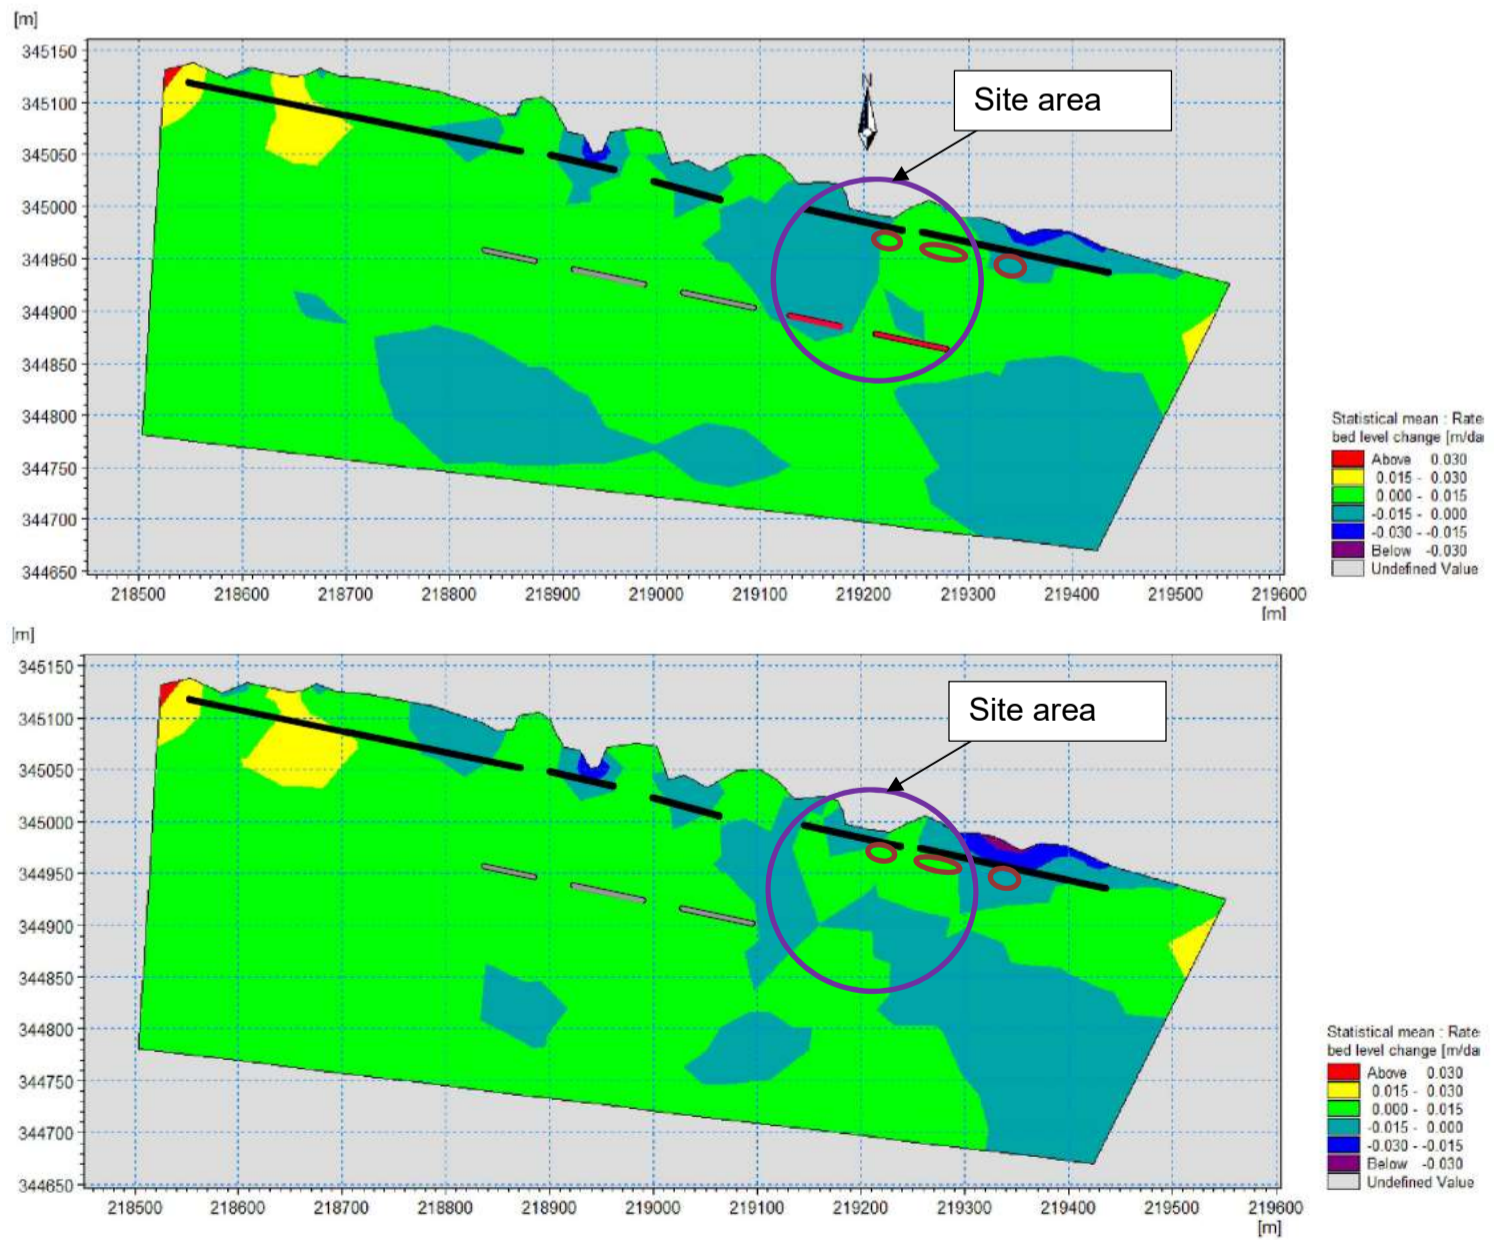 [m]
345150
345100
345050
345000
344950
344900
344850
344800
344750
344700
344650
N
Site area
218500 218600 218700 218800 218900 219000 219100 219200 219300 219400 219500 219600
[m]
Statistical mean : Rate
bed level change [m/da
Above 0.030
0.015 - 0.030
0.000 - 0.015
-0.015 - 0.000
-0.030 - -0.015
Below -0.030
Undefined Value
[m]
345150
345100
345050
345000
344950
344900
344850
344800
344750
344700
344650
Site area
218500 218600 218700 218800 218900 219000 219100 219200 219300 219400 219500 219600
[m]
Statistical mean : Rate
bed level change [m/da
Above 0.030
0.015 - 0.030
0.000 - 0.015
-0.015 - 0.000
-0.030 - -0.015
Below -0.030
Undefined Value